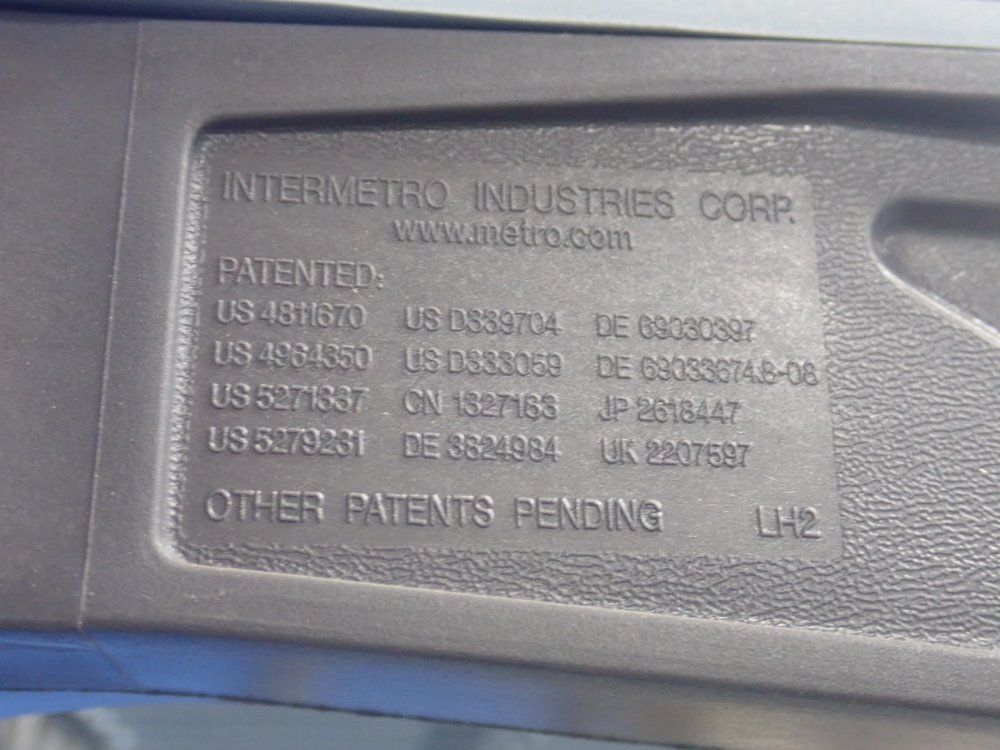 INTERMETRO INDUSTRIES CORP.
www.metro.com
PATENTED:
US 4811670 US D339704 DE 69030397
US 4964350 US D333059 DE 69033674.8-08
US 5271337 CN 1327163 JP 2618447
US 5279231 DE 3824984 UK 2207597
OTHER PATENTS PENDING LH2